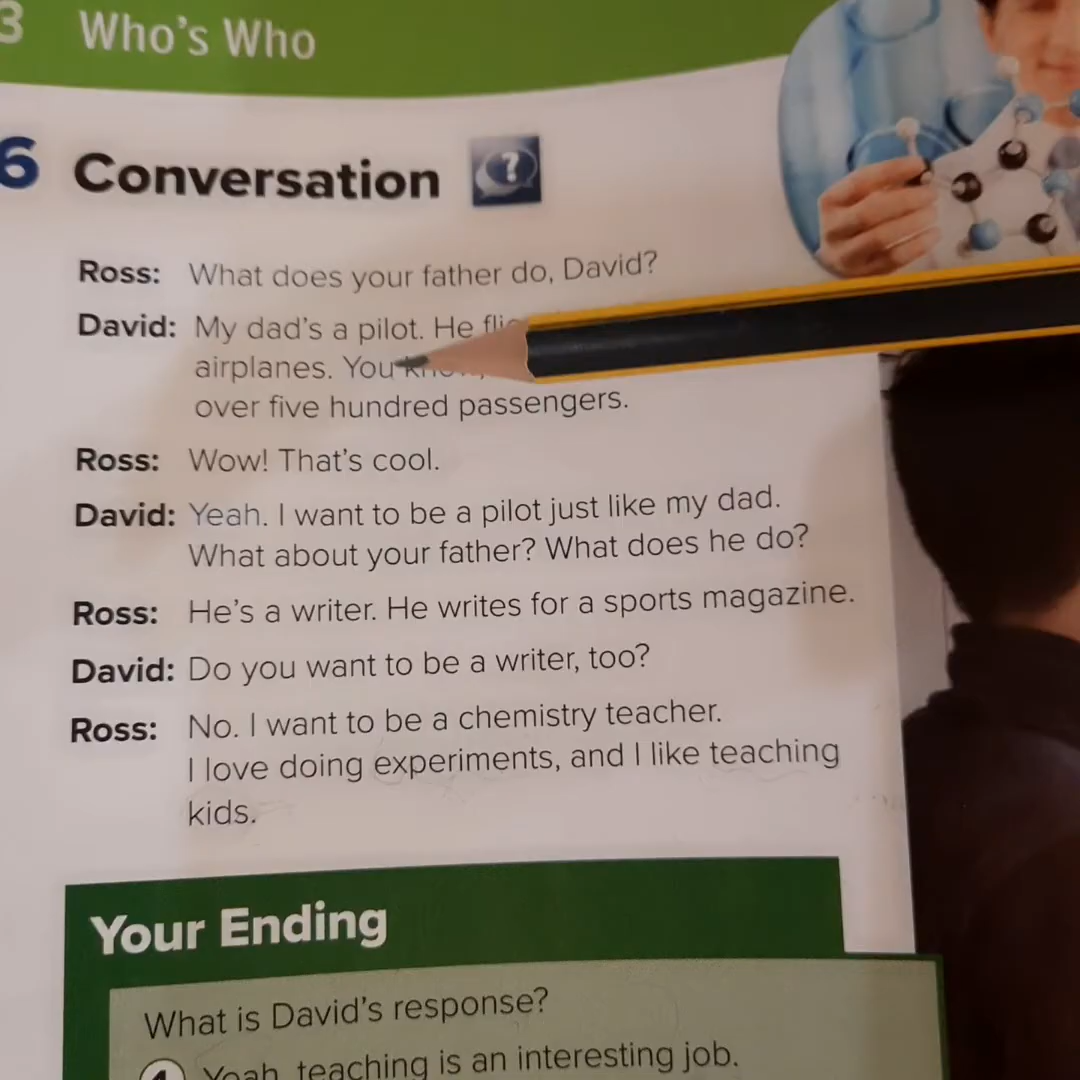 3 Who's Who
6 Conversation
?
Ross: What does your father do, David?
David: My dad's a pilot. He
airplanes. You
over five hundred passengers.
Ross: Wow! That's cool.
David: Yeah. I want to be a pilot just like my dad.
What about your father? What does he do?
Ross: He's a writer. He writes for a sports magazine.
David: Do you want to be a writer, too?
Ross: No. I want to be a chemistry teacher.
I love doing experiments, and I like teaching
kids.
Your Ending
What is David's response?
1 Yeah, teaching is an interesting job.